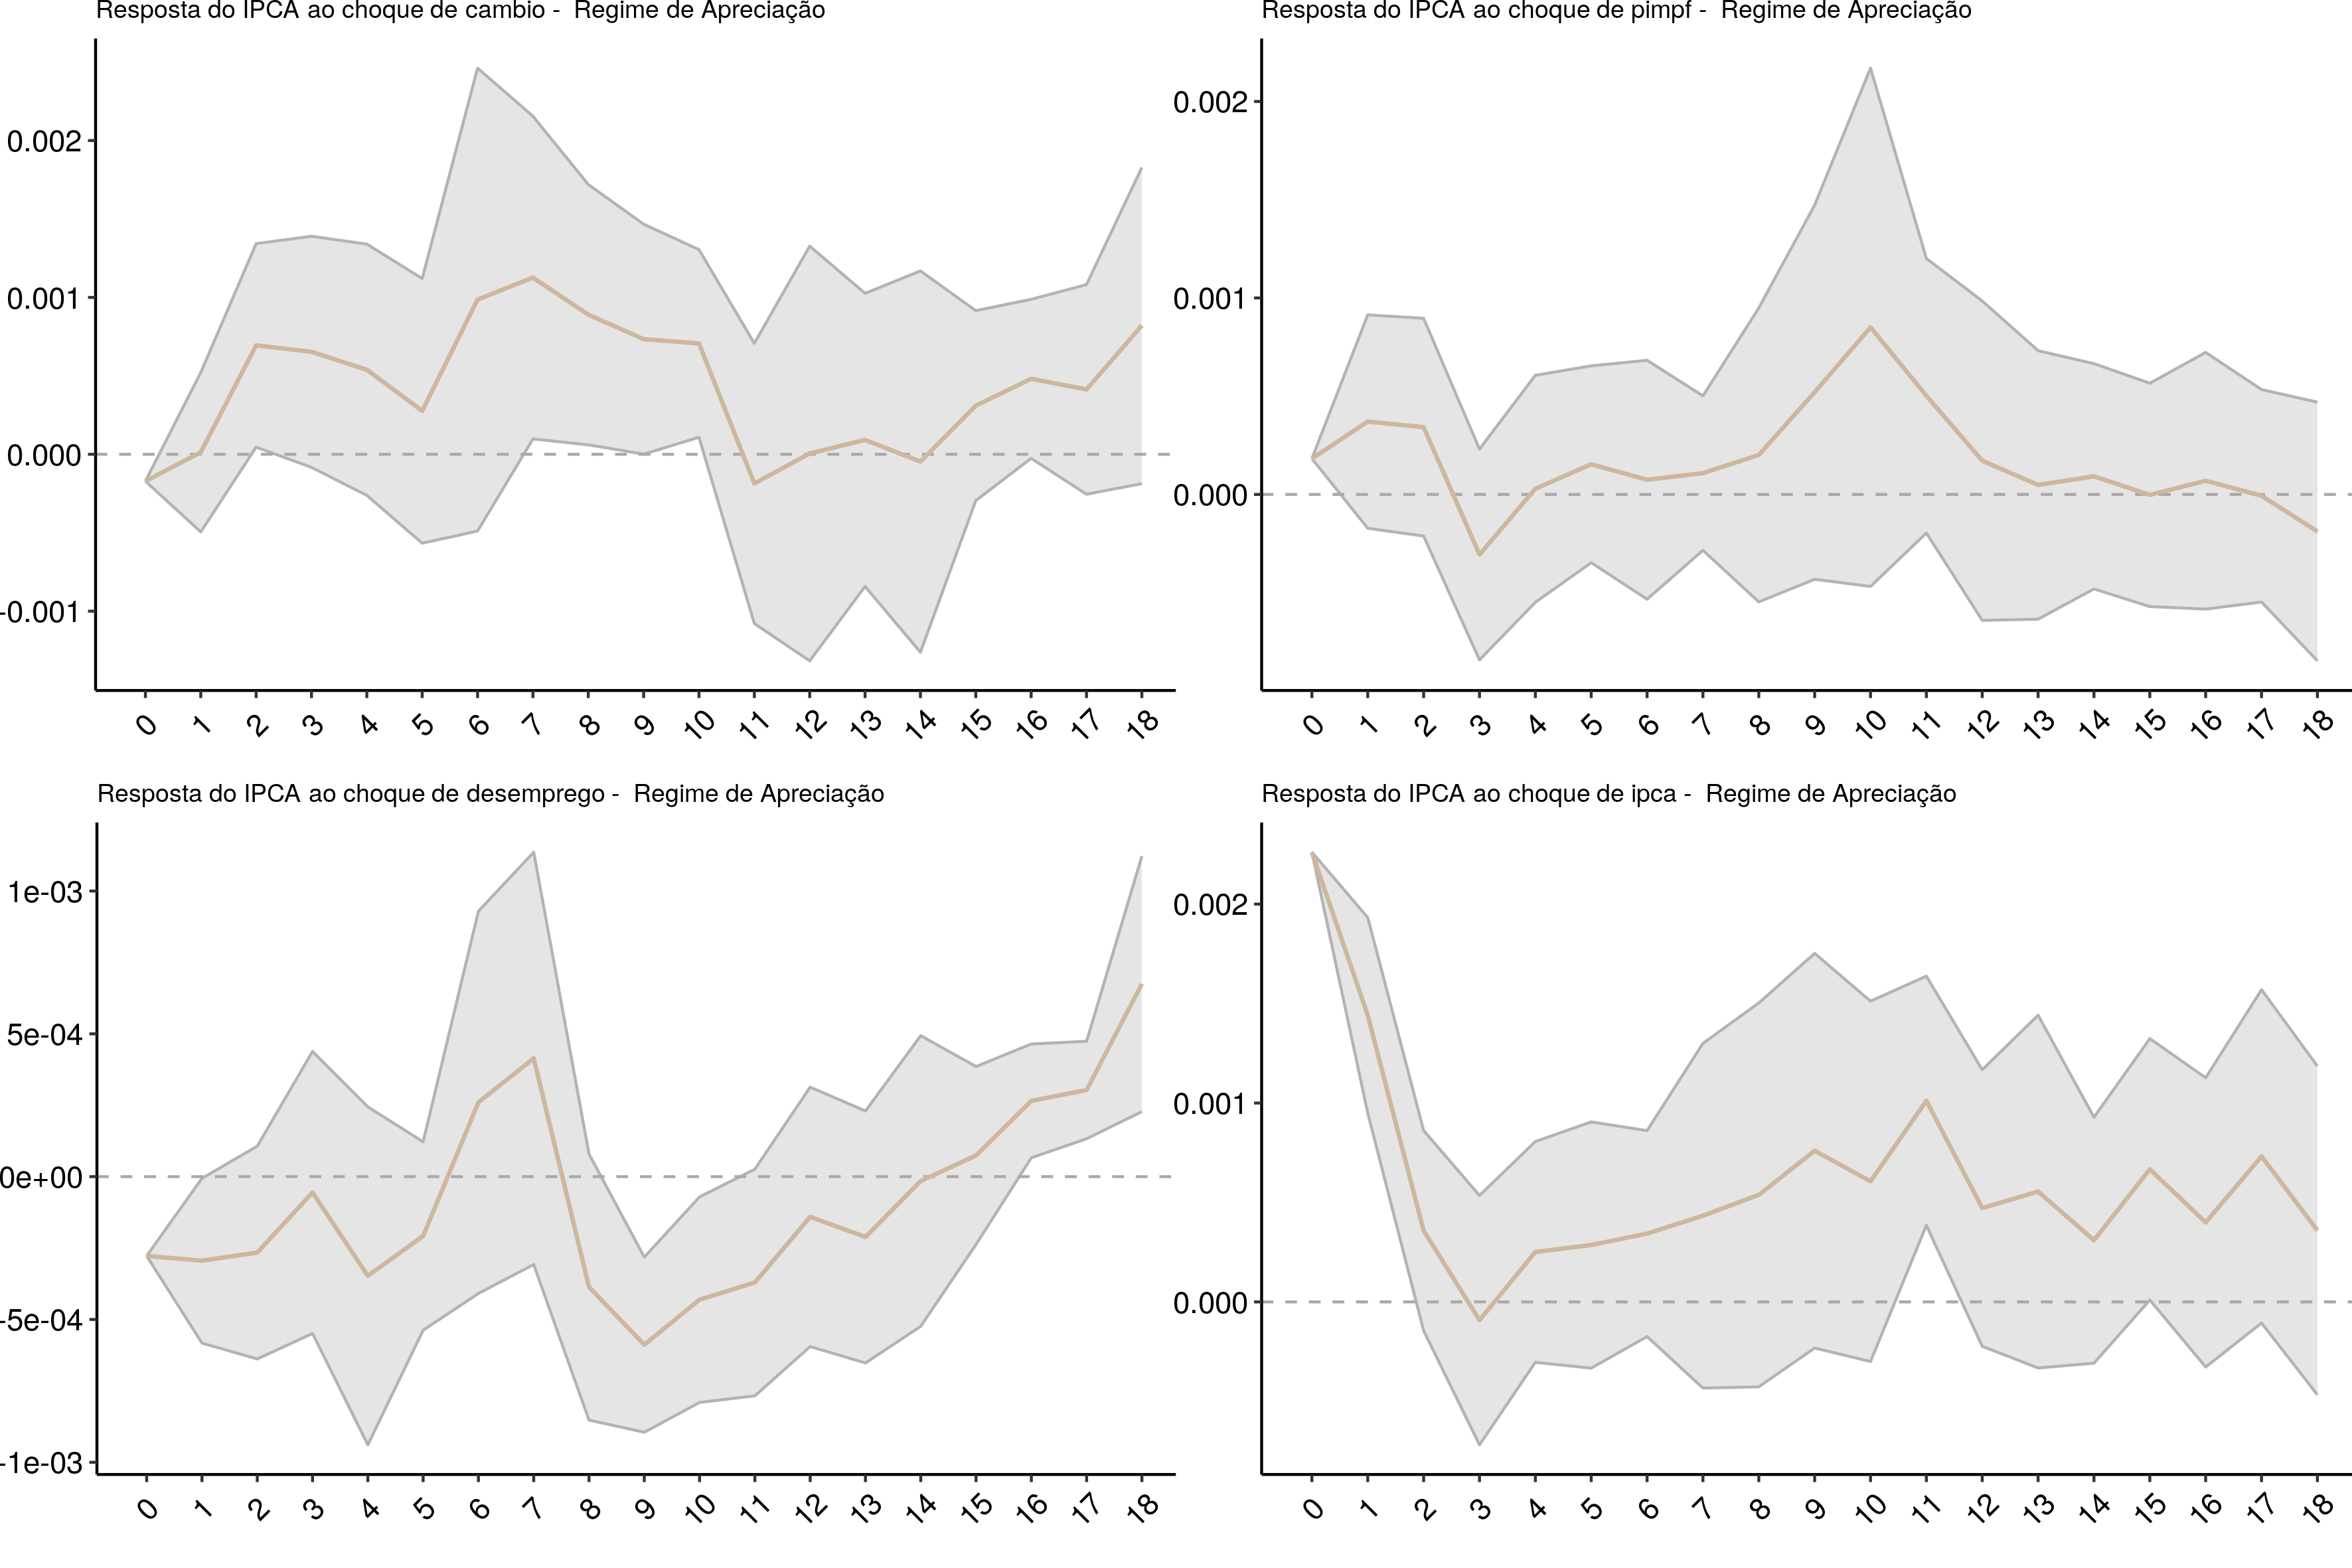 Resposta do IPCA ao choque de cambio -  Regime de Apreciação
0.002
0.001
0.000
-0.001
0 1 2 3 4 5 6 7 8 9 10 11 12 13 14 15 16 17 18
Resposta do IPCA ao choque de pimpf -  Regime de Apreciação
0.002
0.001
0.000
0 1 2 3 4 5 6 7 8 9 10 11 12 13 14 15 16 17 18
Resposta do IPCA ao choque de desemprego -  Regime de Apreciação
1e-03
5e-04
0e+00
-5e-04
-1e-03
0 1 2 3 4 5 6 7 8 9 10 11 12 13 14 15 16 17 18
Resposta do IPCA ao choque de ipca -  Regime de Apreciação
0.002
0.001
0.000
0 1 2 3 4 5 6 7 8 9 10 11 12 13 14 15 16 17 18